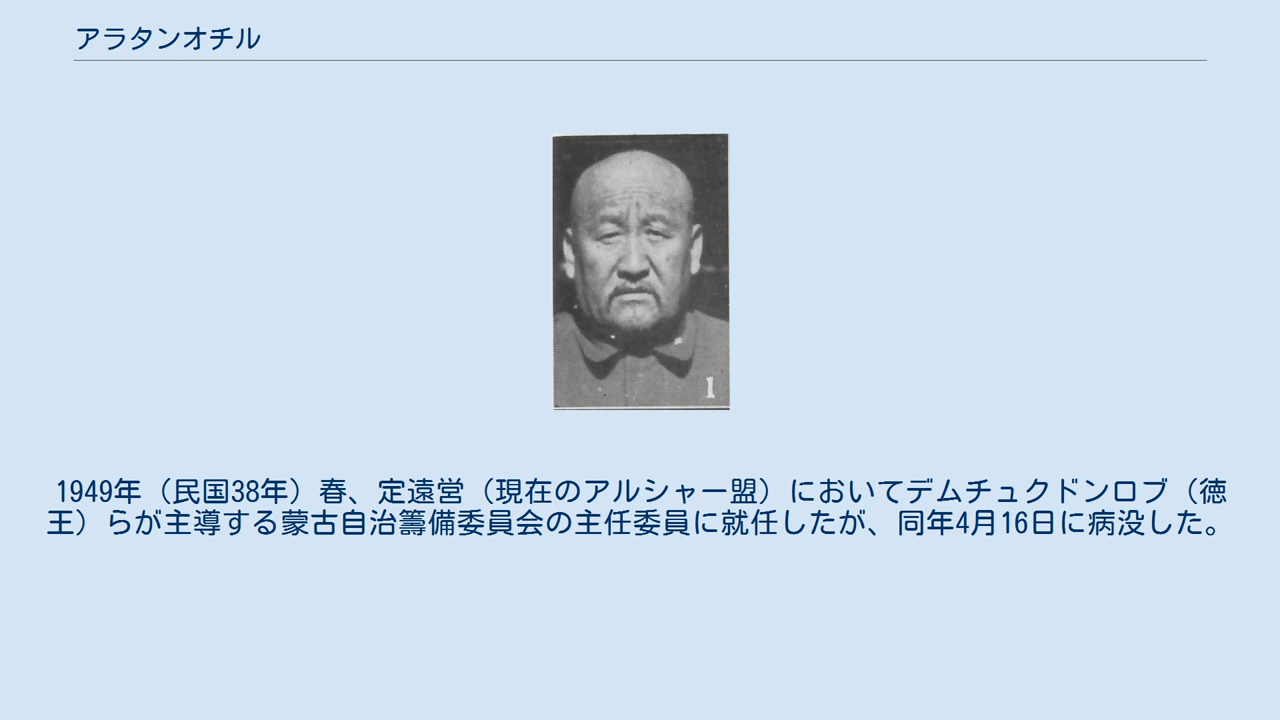 アラタンオチル
1
1949年（民国38年）春、定遠営（現在のアルシャー盟）においてデムチュクドンロブ（徳
王）らが主導する蒙古自治籌備委員会の主任委員に就任したが、同年4月16日に病没した。